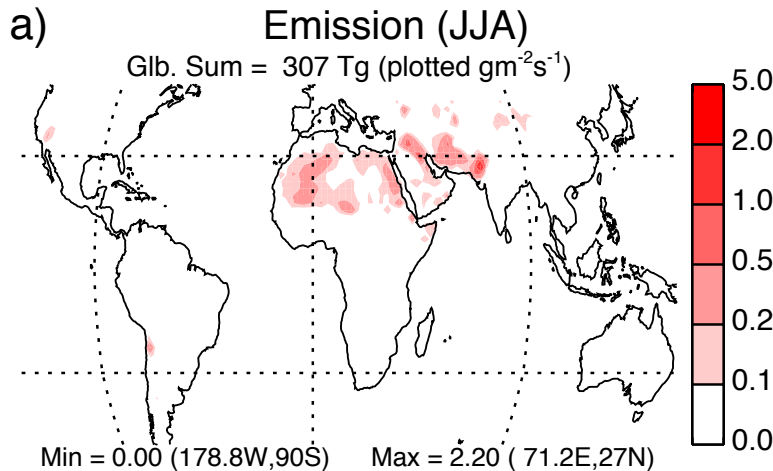 a) Emission (JJA)
Glb. Sum = 307 Tg (plotted gm⁻²s⁻¹)
5.0
2.0
1.0
0.5
0.2
0.1
0.0
Min = 0.00 (178.8W,90S) Max = 2.20 ( 71.2E,27N)